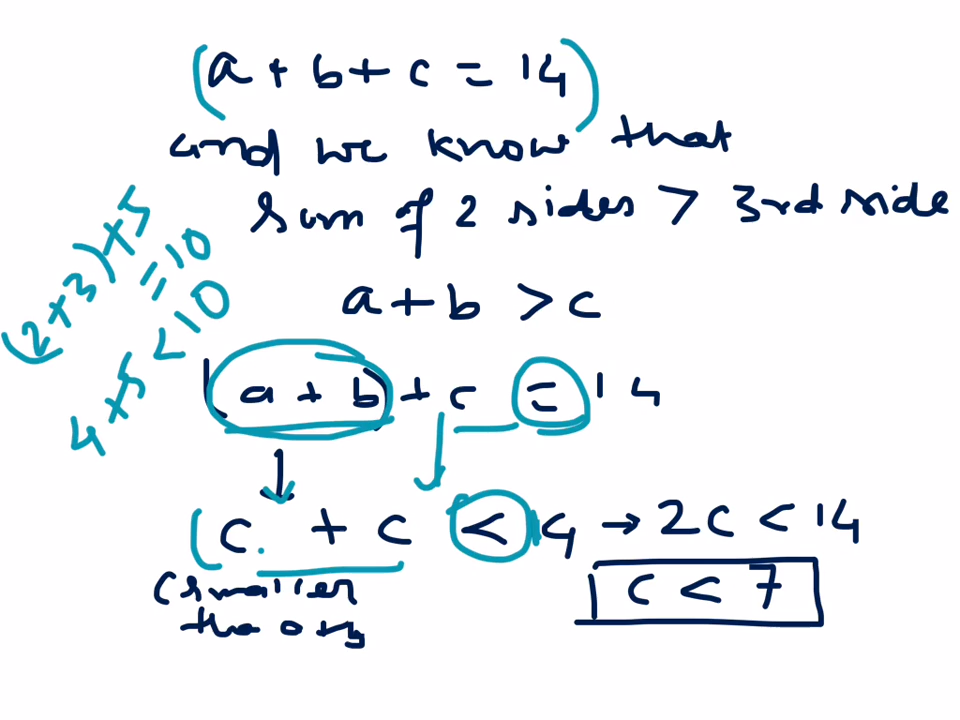 (a + b + c = 14)
and we know that
sum of 2 sides > 3rd side
(2+3)+5
=10
4+5 <10
a + b > c
(a + b) + c = 14
(c + c < 14 → 2c < 14
(smaller
c < 7